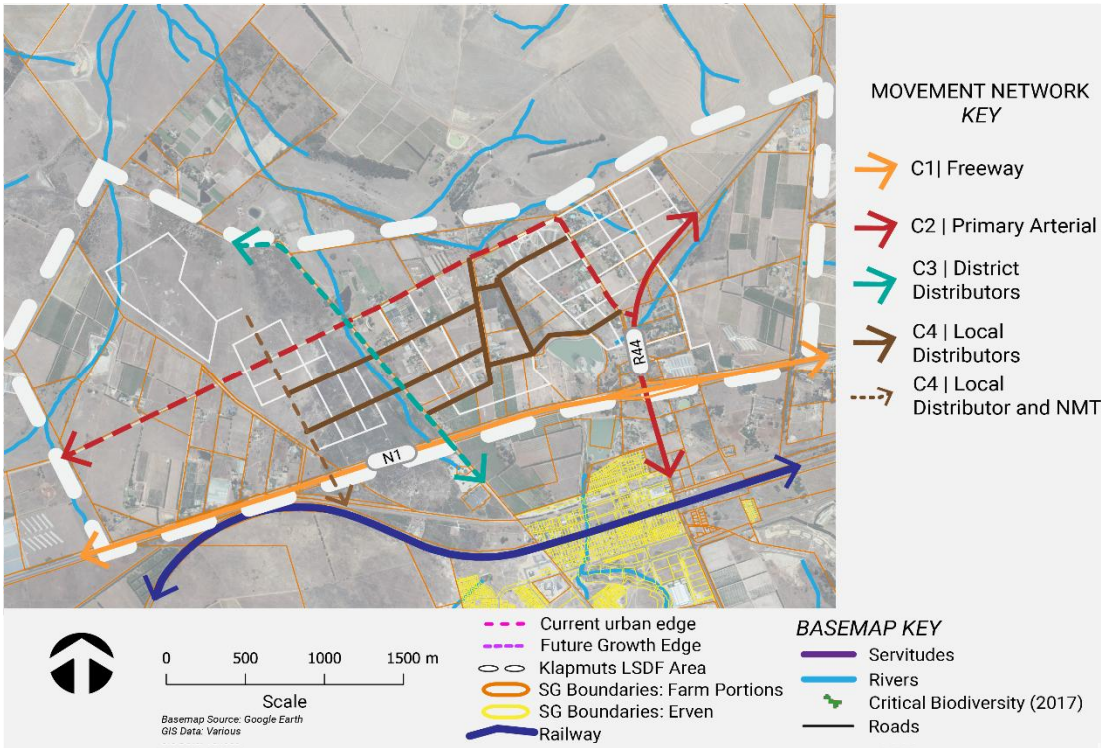 MOVEMENT NETWORK
KEY
C1| Freeway
C2 | Primary Arterial
C3 | District
Distributors
C4 | Local
Distributors
C4 | Local
Distributor and NMT
R44
N1
0 500 1000 1500 m
Scale
Basemap Source: Google Earth
GIS Data: Various
Current urban edge
Future Growth Edge
Klapmuts LSDF Area
SG Boundaries: Farm Portions
SG Boundaries: Erven
Railway
BASEMAP KEY
Servitudes
Rivers
Critical Biodiversity (2017)
Roads